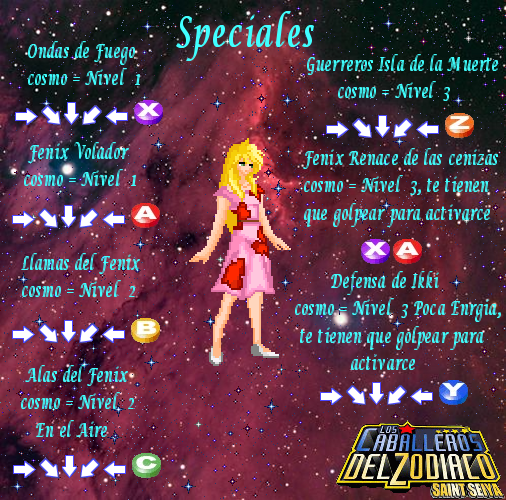 Speciales
Ondas de Fuego
cosmo = Nivel 1
X
Fenix Volador
cosmo = Nivel 1
A
Llamas del Fenix
cosmo = Nivel 2
B
Alas del Fenix
cosmo = Nivel 2
En el Aire
C
Guerreros Isla de la Muerte
cosmo = Nivel 3
Z
Fenix Renace de las cenizas
cosmo = Nivel 3, te tienen
que golpear para activarce
X A
Defensa de Ikki
cosmo = Nivel 3 Poca Enrgia,
te tienen que golpear para
activarce
Y
LOS
CABALLEROS
DEL ZODIACO
SAINT SEIYA